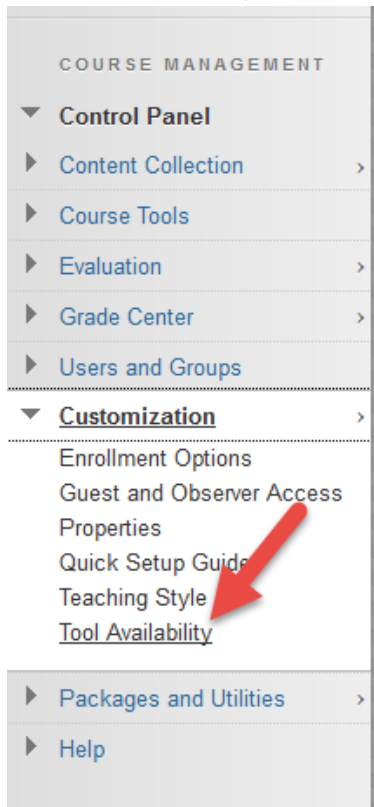 COURSE MANAGEMENT
Control Panel
Content Collection
Course Tools
Evaluation
Grade Center
Users and Groups
Customization
Enrollment Options
Guest and Observer Access
Properties
Quick Setup Guide
Teaching Style
Tool Availability
Packages and Utilities
Help